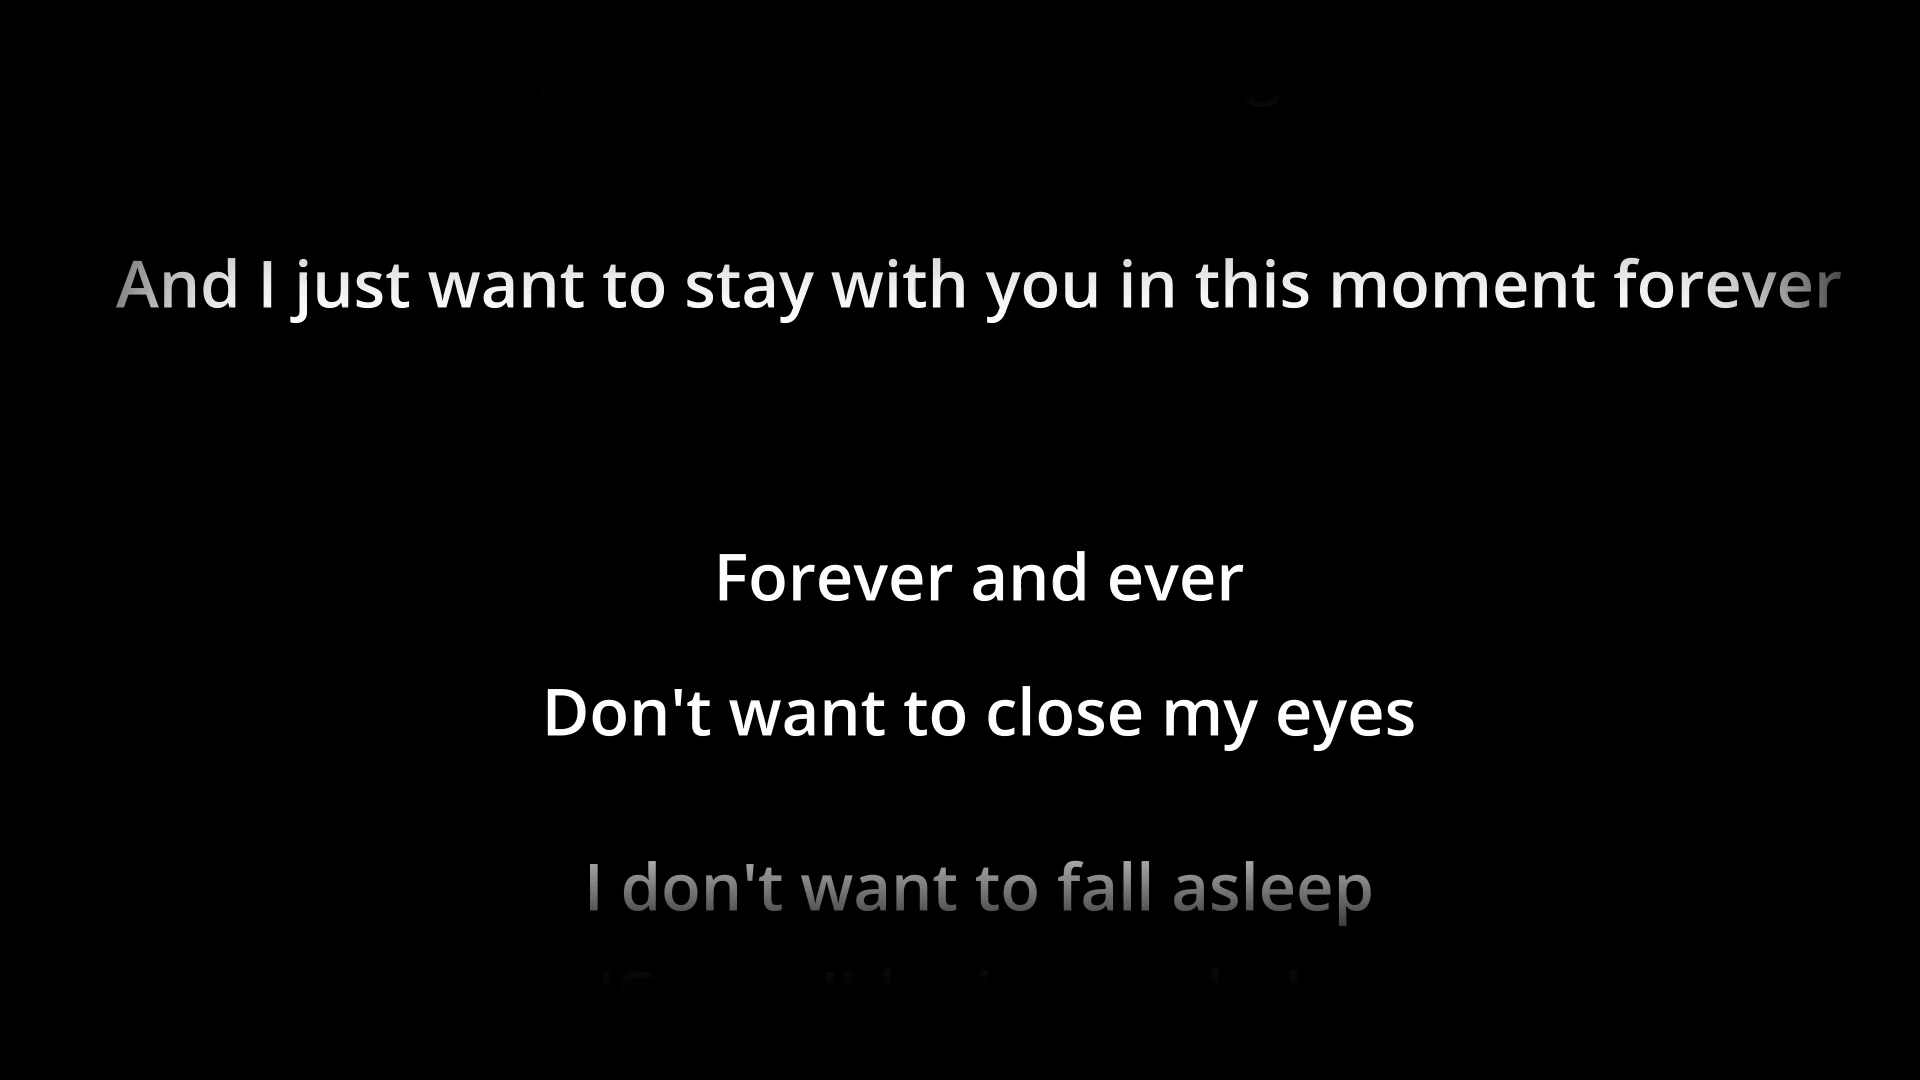 And I just want to stay with you in this moment forever
Forever and ever
Don't want to close my eyes
I don't want to fall asleep